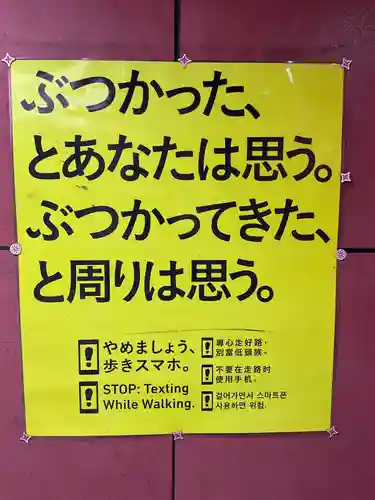 ぶつかった、
とあなたは思う。
ぶつかってきた、
と周りは思う。
やめましょう、
歩きスマホ。
STOP: Texting
While Walking.
專心走好路，
別當低頭族。
不要在走路时
使用手机。
걸어가면서 스마트폰
사용하면 위험.